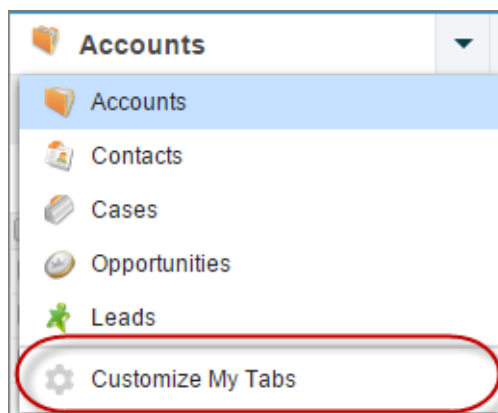 Accounts
Accounts
Contacts
Cases
Opportunities
Leads
Customize My Tabs